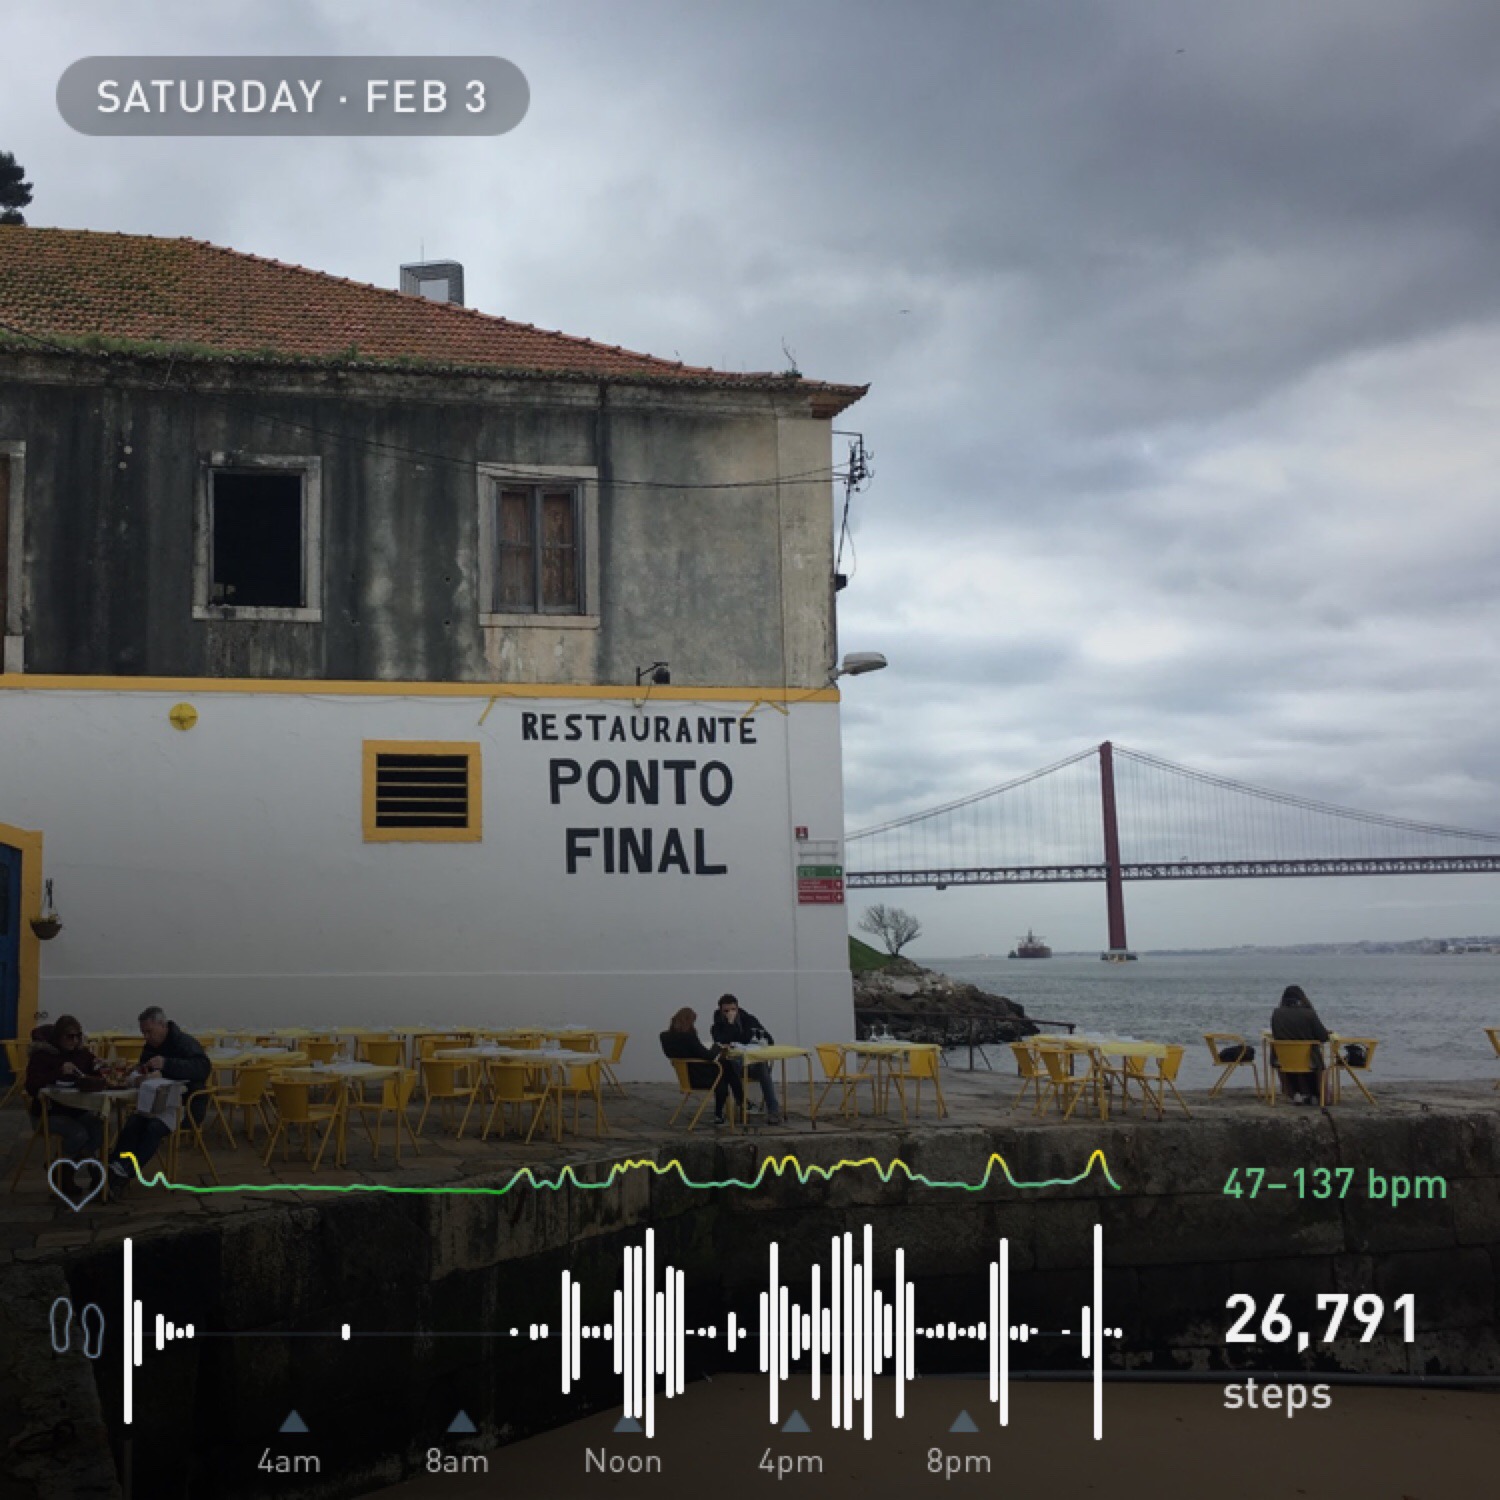 SATURDAY · FEB 3
RESTAURANTE
PONTO
FINAL
47–137 bpm
26,791
steps
4am 8am Noon 4pm 8pm